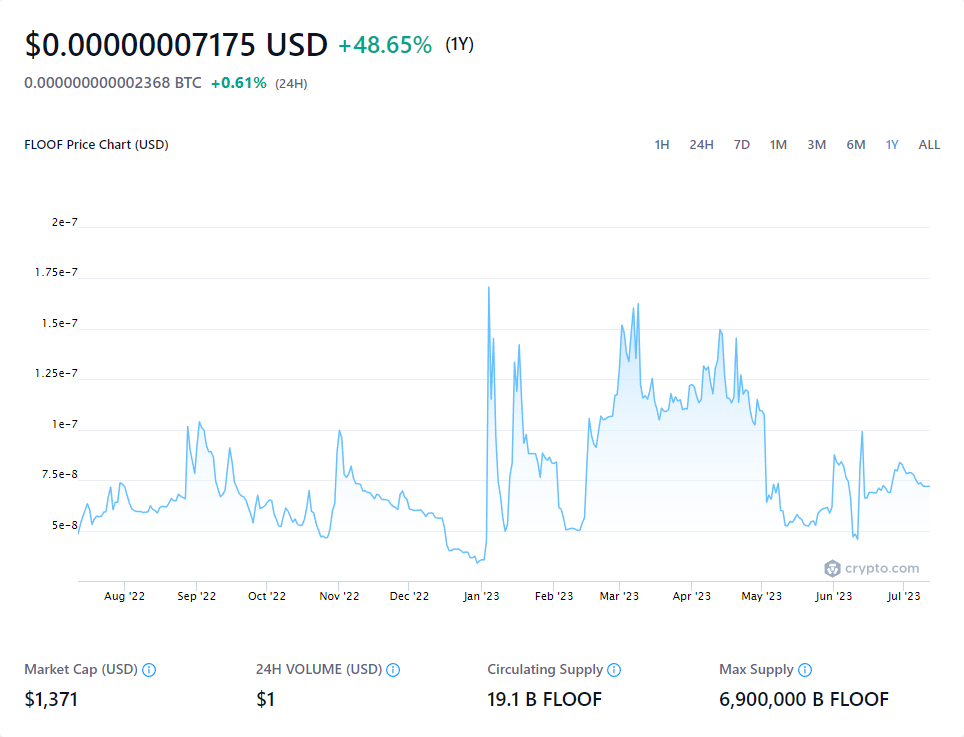 $0.00000007175 USD +48.65% (1Y)
0.000000000002368 BTC +0.61% (24H)
FLOOF Price Chart (USD) 1H 24H 7D 1M 3M 6M 1Y ALL
2e-7
1.75e-7
1.5e-7
1.25e-7
1e-7
7.5e-8
5e-8
crypto.com
Aug '22 Sep '22 Oct '22 Nov '22 Dec '22 Jan '23 Feb '23 Mar '23 Apr '23 May '23 Jun '23 Jul '23
Market Cap (USD) 24H VOLUME (USD) Circulating Supply Max Supply
$1,371 $1 19.1 B FLOOF 6,900,000 B FLOOF